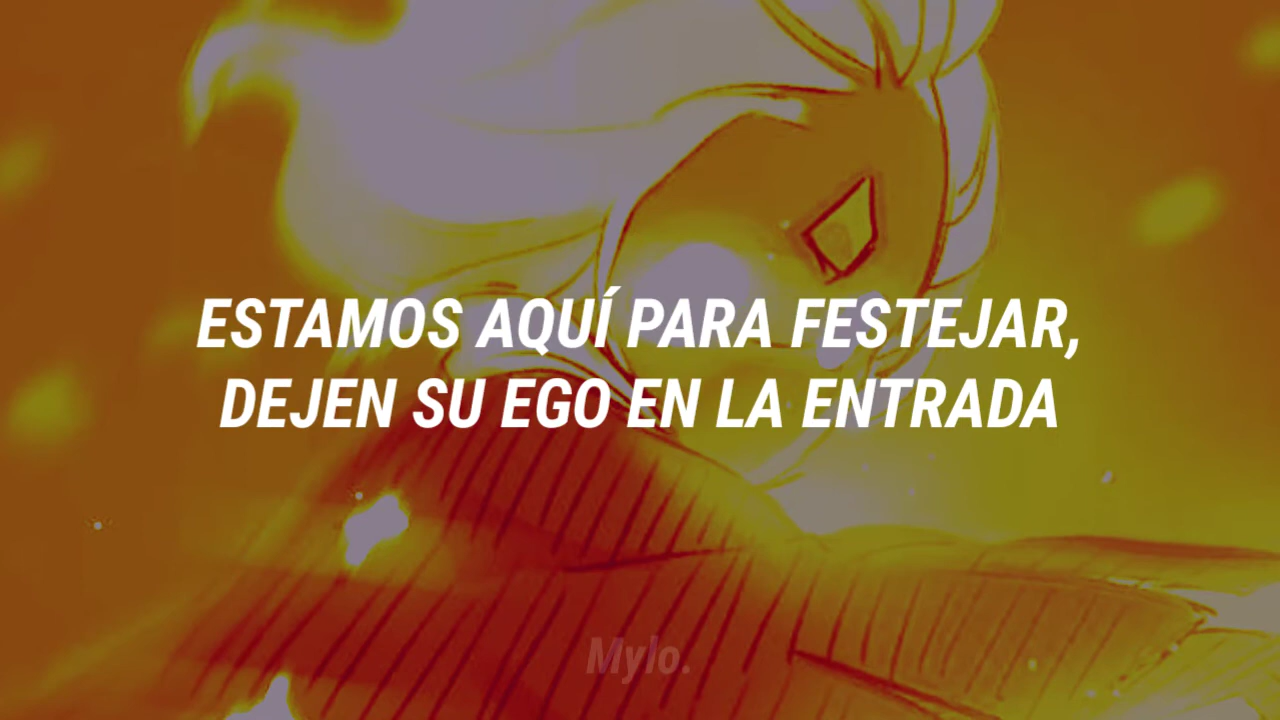 ESTAMOS AQUÍ PARA FESTEJAR,
DEJEN SU EGO EN LA ENTRADA
Mylo.